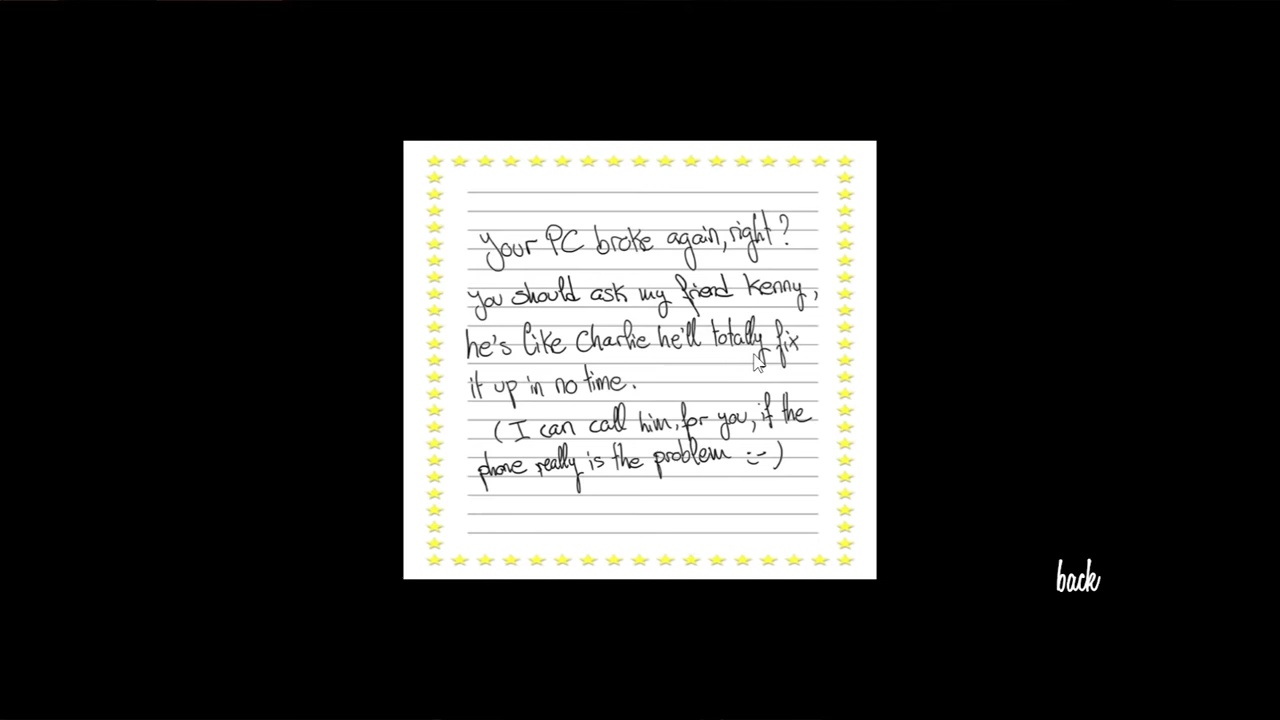 Your PC broke again, right?
you should ask my friend Kenny,
he's like Charlie he'll totally fix
it up in no time.
(I can call him, for you, if the
phone really is the problem :-)
back